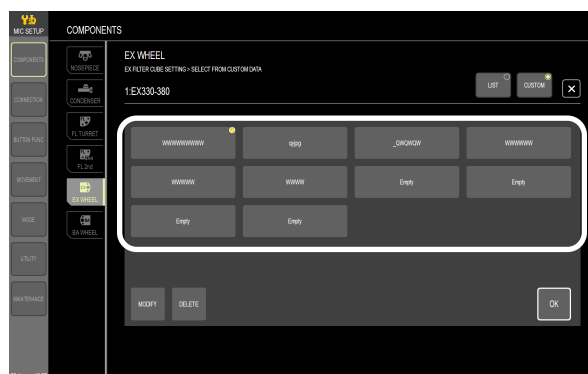 MIC SETUP
COMPONENTS
COMPONENTS
CONNECTION
BUTTON FUNC
MOVEMENT
MODE
UTILITY
MAINTENANCE
NOSEPIECE
CONDENSER
FL TURRET
FL 2nd
EX WHEEL
BA WHEEL
EX WHEEL
EX FILTER CUBE SETTING > SELECT FROM CUSTOM DATA
1:EX330-380
LIST
CUSTOM
WWWWWWWWW
qyjpg
_QWQWQW
WWWWWWW
WWWWW
WWWW
Empty
Empty
Empty
Empty
MODIFY
DELETE
OK